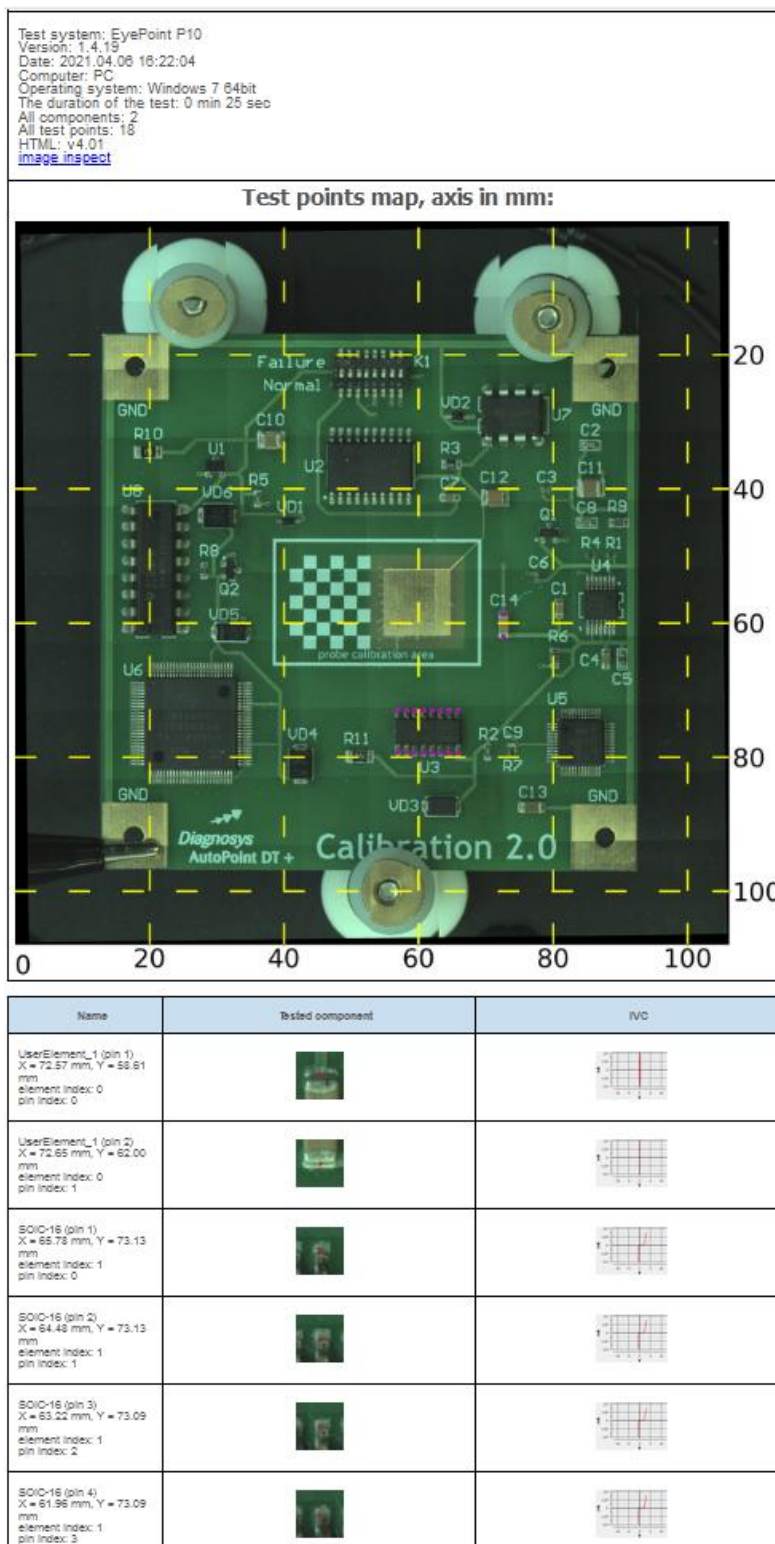 Test system: EyePoint P10
Version: 1.4.19
Date: 2021.04.06 16:22:04
Computer: PC
Operating system: Windows 7 64bit
The duration of the test: 0 min 25 sec
All components: 2
All test points: 18
HTML: v4.01
image inspect
Test points map, axis in mm:
Failure K1
Normal
20
GND VD2 U7 GND
R10 C10 C2
U1 U2 R3
R5 C7 C12 C3 C11
40
U8 VD6 VD1 C8 R9
R8 R4 R1
Q2 C6 U4
C14 C1
VD5
60
probe calibration area
R6
U6 C4 C5
U5
VD4 R11 U3 R2 C9
R7
80
GND VD3 C13 GND
Diagnosys
AutoPoint DT +
Calibration 2.0
100
0 20 40 60 80 100
Name Tested component IVC
UserElement_1 (pin 1)
X = 72.57 mm, Y = 58.61
mm
element index: 0
pin index: 0
UserElement_1 (pin 2)
X = 72.65 mm, Y = 62.00
mm
element index: 0
pin index: 1
SOIC-16 (pin 1)
X = 65.78 mm, Y = 73.13
mm
element index: 1
pin index: 0
SOIC-16 (pin 2)
X = 64.48 mm, Y = 73.13
mm
element index: 1
pin index: 1
SOIC-16 (pin 3)
X = 63.22 mm, Y = 73.09
mm
element index: 1
pin index: 2
SOIC-16 (pin 4)
X = 61.96 mm, Y = 73.09
mm
element index: 1
pin index: 3